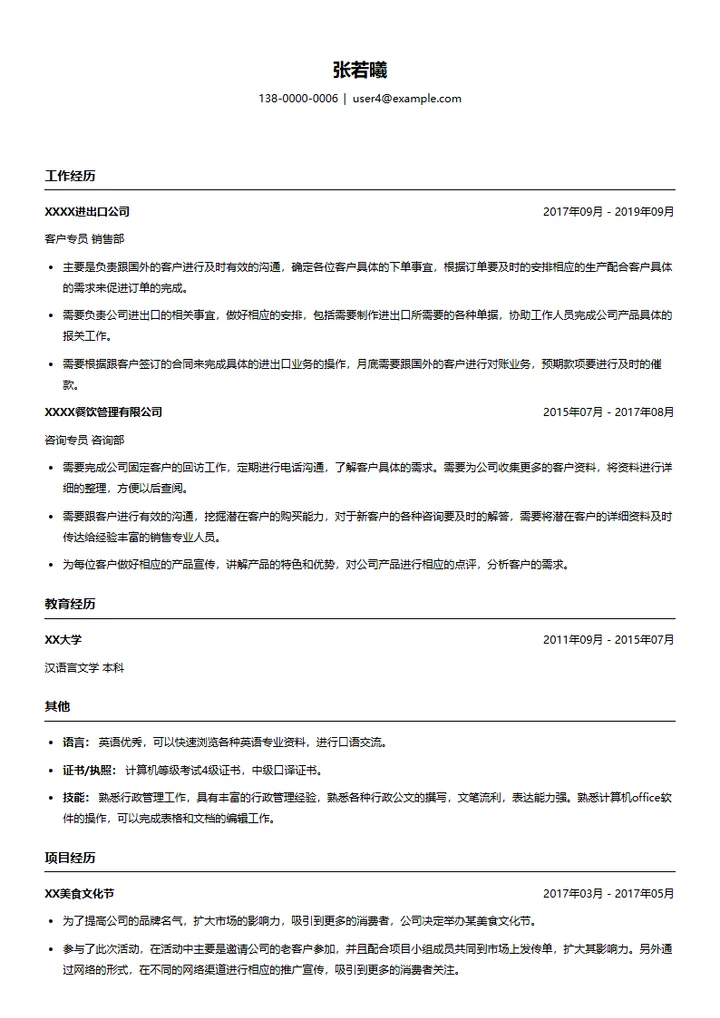 张若曦
138-0000-0006 | user4@example.com
工作经历
XXXX进出口公司 2017年09月 - 2019年09月
客户专员 销售部
• 主要是负责跟国外的客户进行及时有效的沟通，确定各位客户具体的下单事宜，根据订单要及时的安排相应的生产配合客户具体
的需求来促进订单的完成。
• 需要负责公司进出口的相关事宜，做好相应的安排，包括需要制作进出口所需要的各种单据，协助工作人员完成公司产品具体的
报关工作。
• 需要根据跟客户签订的合同来完成具体的进出口业务的操作，月底需要跟国外的客户进行对账业务，预期款项要进行及时的催
款。
XXXX餐饮管理有限公司 2015年07月 - 2017年08月
咨询专员 咨询部
• 需要完成公司固定客户的回访工作，定期进行电话沟通，了解客户具体的需求。需要为公司收集更多的客户资料，将资料进行详
细的整理，方便以后查阅。
• 需要跟客户进行有效的沟通，挖掘潜在客户的购买能力，对于新客户的各种咨询要及时的解答，需要将潜在客户的详细资料及时
传达给经验丰富的销售专业人员。
• 为每位客户做好相应的产品宣传，讲解产品的特色和优势，对公司产品进行相应的点评，分析客户的需求。
教育经历
XX大学 2011年09月 - 2015年07月
汉语言文学 本科
其他
• 语言： 英语优秀，可以快速浏览各种英语专业资料，进行口语交流。
• 证书/执照： 计算机等级考试4级证书，中级口译证书。
• 技能： 熟悉行政管理工作，具有丰富的行政管理经验，熟悉各种行政公文的撰写，文笔流利，表达能力强。熟悉计算机office软
件的操作，可以完成表格和文档的编辑工作。
项目经历
XX美食文化节 2017年03月 - 2017年05月
• 为了提高公司的品牌名气，扩大市场的影响力，吸引到更多的消费者，公司决定举办某美食文化节。
• 参与了此次活动，在活动中主要是邀请公司的老客户参加，并且配合项目小组成员共同到市场上发传单，扩大其影响力。另外通
过网络的形式，在不同的网络渠道进行相应的推广宣传，吸引到更多的消费者关注。